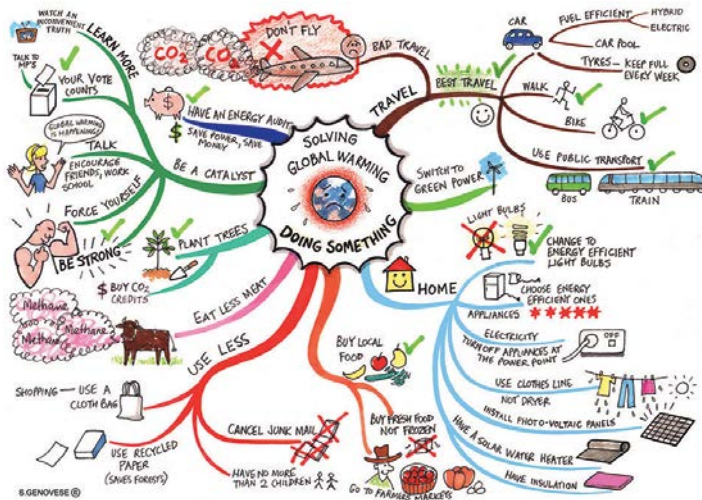 SOLVING
GLOBAL WARMING
DOING SOMETHING
TRAVEL
BAD TRAVEL
DON'T FLY
CO2
CO2
BEST TRAVEL
CAR
FUEL EFFICIENT
HYBRID
ELECTRIC
CAR POOL
TYRES
KEEP FULL
EVERY WEEK
WALK
BIKE
USE PUBLIC TRANSPORT
BUS
TRAIN
SWITCH TO
GREEN POWER
HOME
LIGHT BULBS
CHANGE TO
ENERGY EFFICIENT
LIGHT BULBS
APPLIANCES
CHOOSE ENERGY
EFFICIENT ONES
ELECTRICITY
TURN OFF APPLIANCES AT
THE POWER POINT
USE CLOTHES LINE
NOT DRYER
INSTALL PHOTO-VOLTAIC PANELS
HAVE A SOLAR WATER HEATER
HAVE INSULATION
BUY LOCAL
FOOD
BUY FRESH FOOD
NOT FROZEN
GO TO FARMERS MARKETS
USE LESS
CANCEL JUNK MAIL
HAVE NO MORE
THAN 2 CHILDREN
SHOPPING
USE A
CLOTH BAG
USE RECYCLED
PAPER
(SAVES FORESTS)
EAT LESS MEAT
Methane
Methane
Methane
PLANT TREES
$ BUY CO2
CREDITS
BE A CATALYST
LEARN MORE
WATCH AN
INCONVENIENT
TRUTH
YOUR VOTE
COUNTS
TALK TO
MP'S
TALK
GLOBAL WARMING
IS HAPPENING!
ENCOURAGE
FRIENDS, WORK
SCHOOL
FORCE YOURSELF
BE STRONG
HAVE AN ENERGY AUDIT
$ SAVE POWER, SAVE
MONEY
S.GENOVESE ®